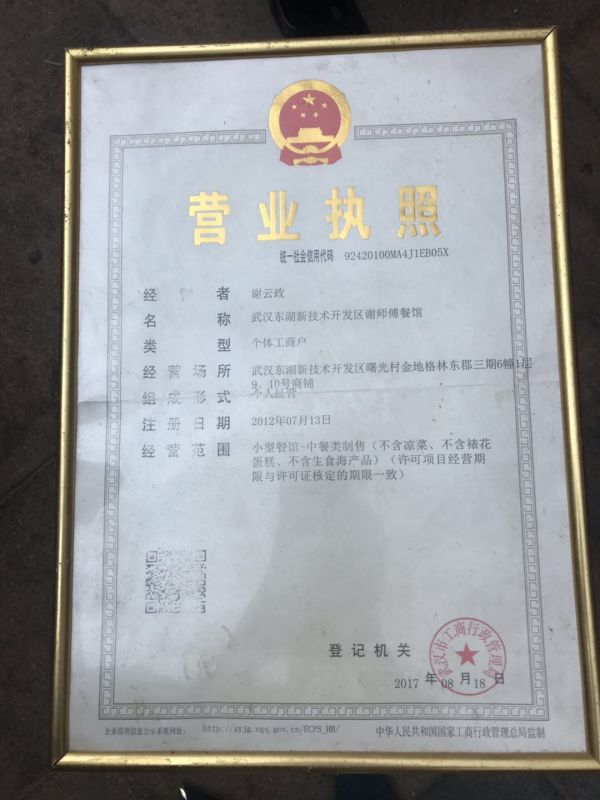 营业执照
统一社会信用代码 92420100MA4J1EB05X
经营者 谢云政
名称 武汉东湖新技术开发区谢师傅餐馆
类型 个体工商户
经营场所 武汉东湖新技术开发区曙光村金地格林东郡三期6幢1层
9、10号商铺
组成形式 个人经营
注册日期 2012年07月13日
经营范围 小型餐馆-中餐类制售（不含凉菜、不含裱花
蛋糕、不含生食海产品）（许可项目经营期
限与许可证核定的期限一致）
登记机关
武汉市工商行政管理局
2017 年 08 月 18 日
企业信用信息公示系统网址： http://xyjg.egs.gov.cn/ECPS_HB/ 中华人民共和国国家工商行政管理总局监制